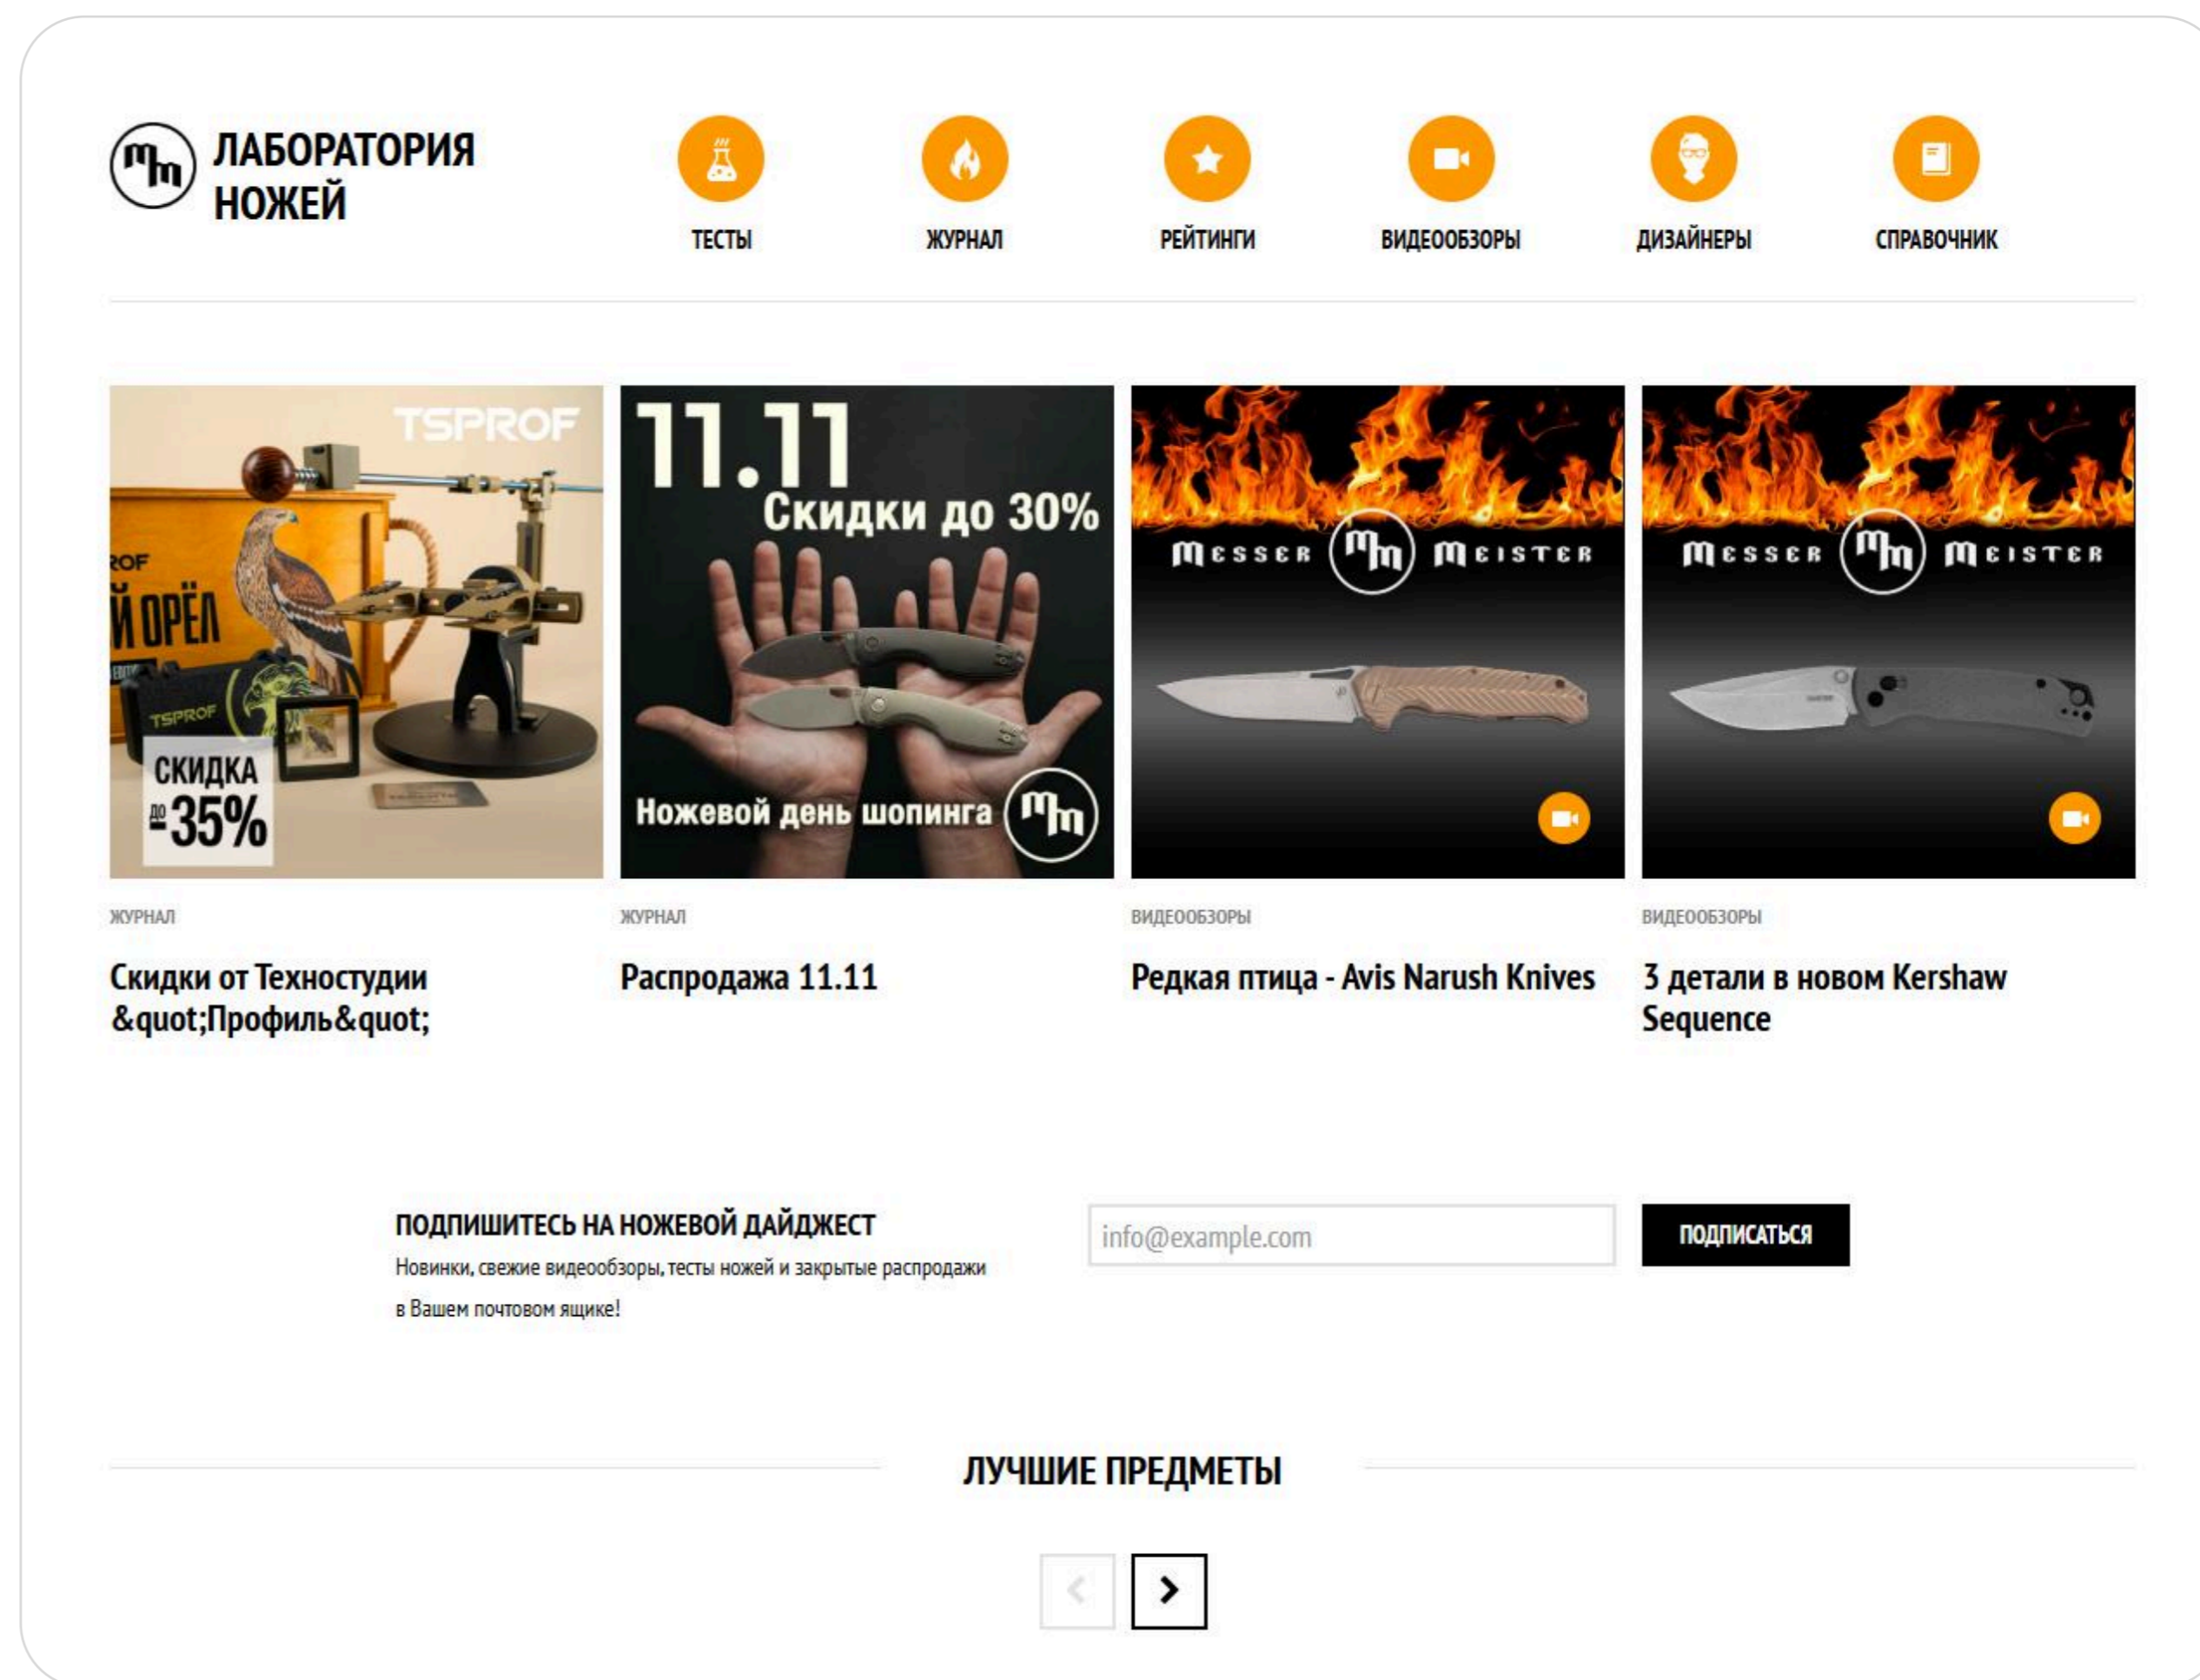 ЛАБОРАТОРИЯ
НОЖЕЙ
ТЕСТЫ
ЖУРНАЛ
РЕЙТИНГИ
ВИДЕООБЗОРЫ
ДИЗАЙНЕРЫ
СПРАВОЧНИК
TSPROF
ROF
Й ОРЁЛ
TSPROF
СКИДКА
до
35%
11.11
Скидки до 30%
Ножевой день шопинга
MESSER mm MEISTER
MESSER mm MEISTER
ЖУРНАЛ
Скидки от Техностудии
&quot;Профиль&quot;
ЖУРНАЛ
Распродажа 11.11
ВИДЕООБЗОРЫ
Редкая птица - Avis Narush Knives
ВИДЕООБЗОРЫ
3 детали в новом Kershaw
Sequence
ПОДПИШИТЕСЬ НА НОЖЕВОЙ ДАЙДЖЕСТ
Новинки, свежие видеообзоры, тесты ножей и закрытые распродажи
в Вашем почтовом ящике!
info@example.com
ПОДПИСАТЬСЯ
ЛУЧШИЕ ПРЕДМЕТЫ